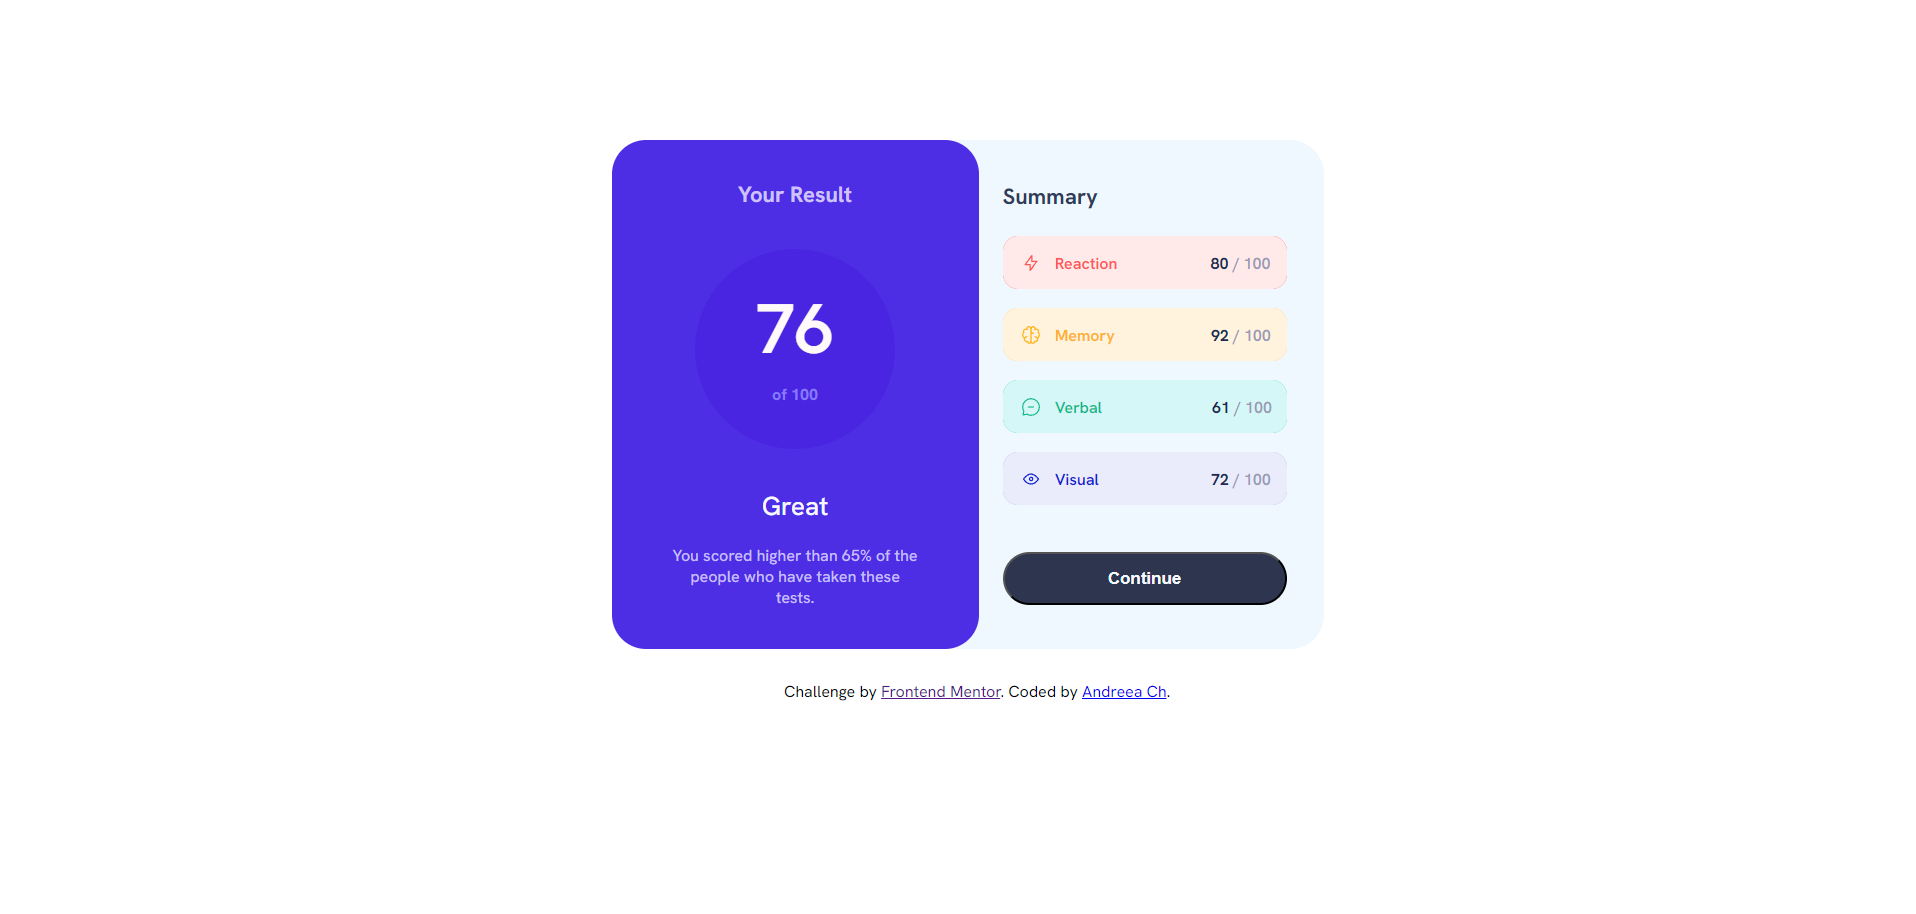 Your Result
76
of 100
Great
You scored higher than 65% of the
people who have taken these
tests.
Summary
Reaction 80 / 100
Memory 92 / 100
Verbal 61 / 100
Visual 72 / 100
Continue
Challenge by Frontend Mentor. Coded by Andreea Ch.